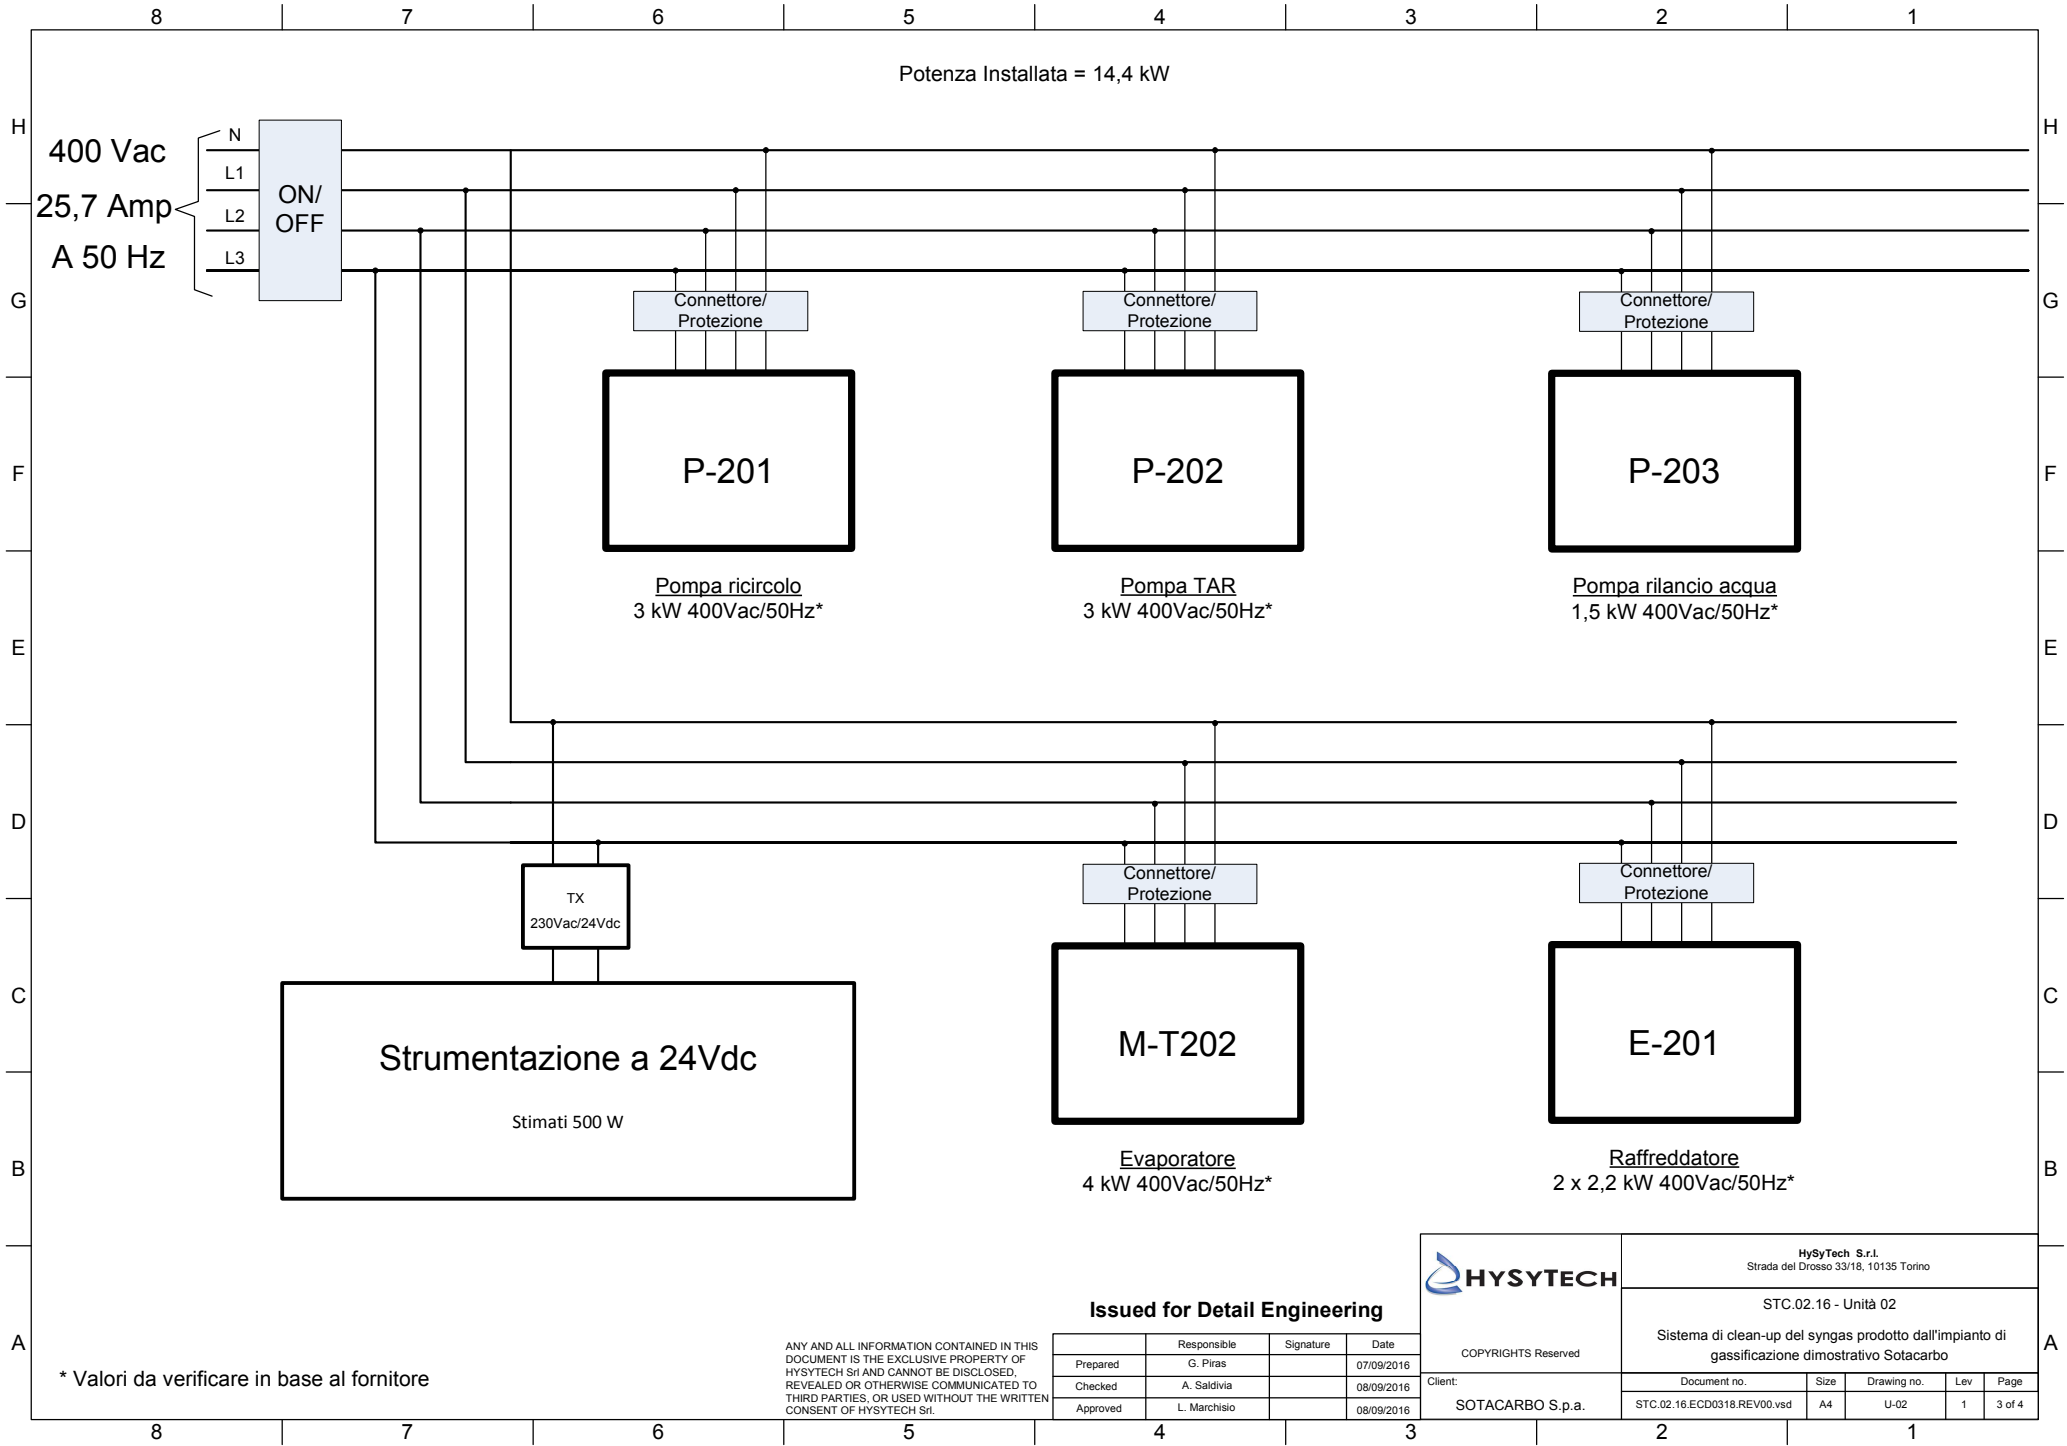 8 7 6 5 4 3 2 1
Potenza Installata = 14,4 kW
H H
400 Vac
25,7 Amp
A 50 Hz
N
L1
L2
L3
ON/
OFF
G G
Connettore/
Protezione
Connettore/
Protezione
Connettore/
Protezione
F F
P-201
P-202
P-203
Pompa ricircolo
3 kW 400Vac/50Hz*
Pompa TAR
3 kW 400Vac/50Hz*
Pompa rilancio acqua
1,5 kW 400Vac/50Hz*
E E
D D
TX
230Vac/24Vdc
Connettore/
Protezione
Connettore/
Protezione
C C
Strumentazione a 24Vdc
Stimati 500 W
M-T202
E-201
B B
Evaporatore
4 kW 400Vac/50Hz*
Raffreddatore
2 x 2,2 kW 400Vac/50Hz*
A A
* Valori da verificare in base al fornitore
ANY AND ALL INFORMATION CONTAINED IN THIS
DOCUMENT IS THE EXCLUSIVE PROPERTY OF
HYSYTECH Srl AND CANNOT BE DISCLOSED,
REVEALED OR OTHERWISE COMMUNICATED TO
THIRD PARTIES, OR USED WITHOUT THE WRITTEN
CONSENT OF HYSYTECH Srl.
Issued for Detail Engineering
Responsible Signature Date
Prepared G. Piras 07/09/2016
Checked A. Saldivia 08/09/2016
Approved L. Marchisio 08/09/2016
HYSYTECH
COPYRIGHTS Reserved
Client:
SOTACARBO S.p.a.
HySyTech S.r.l.
Strada del Drosso 33/18, 10135 Torino
STC.02.16 - Unità 02
Sistema di clean-up del syngas prodotto dall'impianto di
gassificazione dimostrativo Sotacarbo
Document no. Size Drawing no. Lev Page
STC.02.16.ECD0318.REV00.vsd A4 U-02 1 3 of 4
8 7 6 5 4 3 2 1